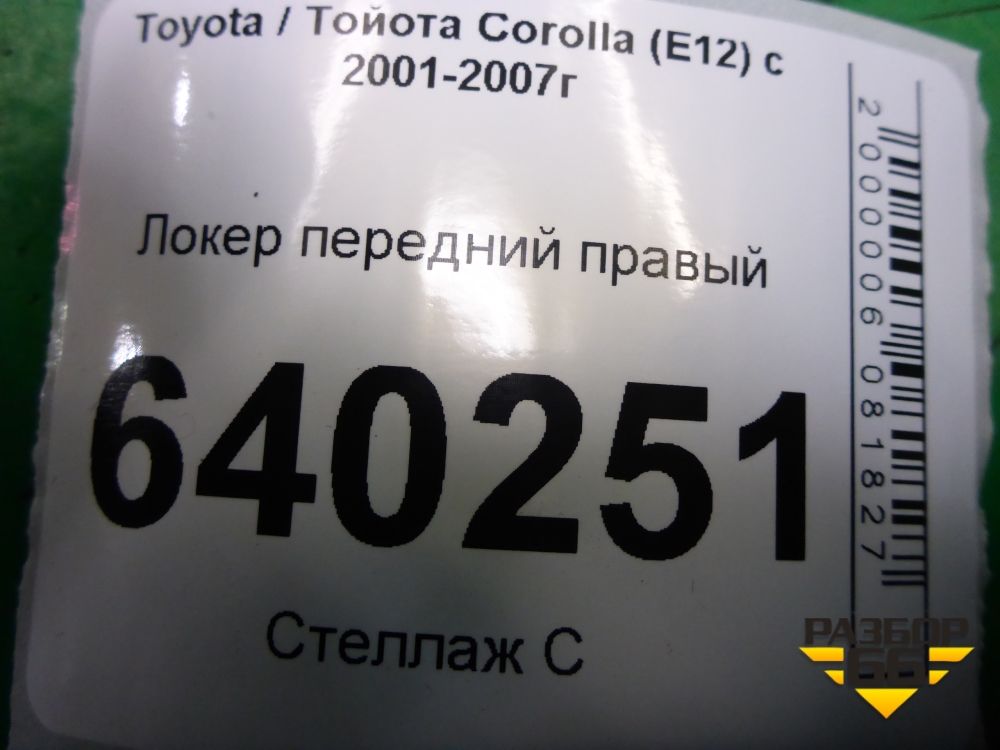 Toyota / Тойота Corolla (E12) с
2001-2007г
Локер передний правый
640251
Стеллаж С
2000006081827
РАЗБОР
66